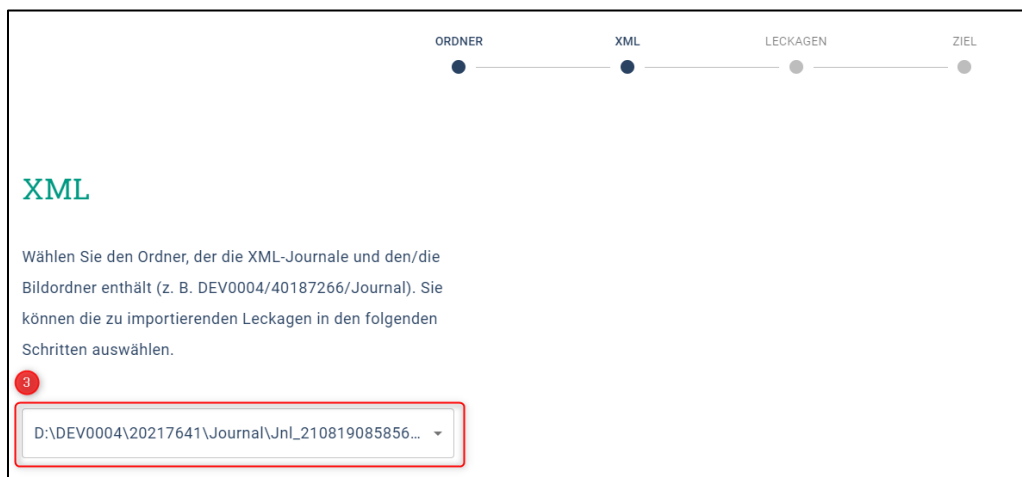 ORDNER XML LECKAGEN ZIEL
XML
Wählen Sie den Ordner, der die XML-Journale und den/die
Bildordner enthält (z. B. DEV0004/40187266/Journal). Sie
können die zu importierenden Leckagen in den folgenden
Schritten auswählen.
3
D:\DEV0004\20217641\Journal\Jnl_210819085856...